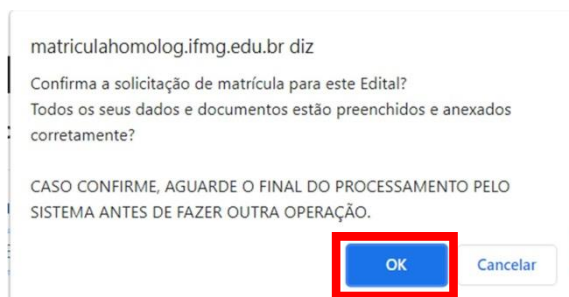 matriculahomolog.ifmg.edu.br diz
Confirma a solicitação de matrícula para este Edital?
Todos os seus dados e documentos estão preenchidos e anexados
corretamente?
CASO CONFIRME, AGUARDE O FINAL DO PROCESSAMENTO PELO
SISTEMA ANTES DE FAZER OUTRA OPERAÇÃO.
OK Cancelar